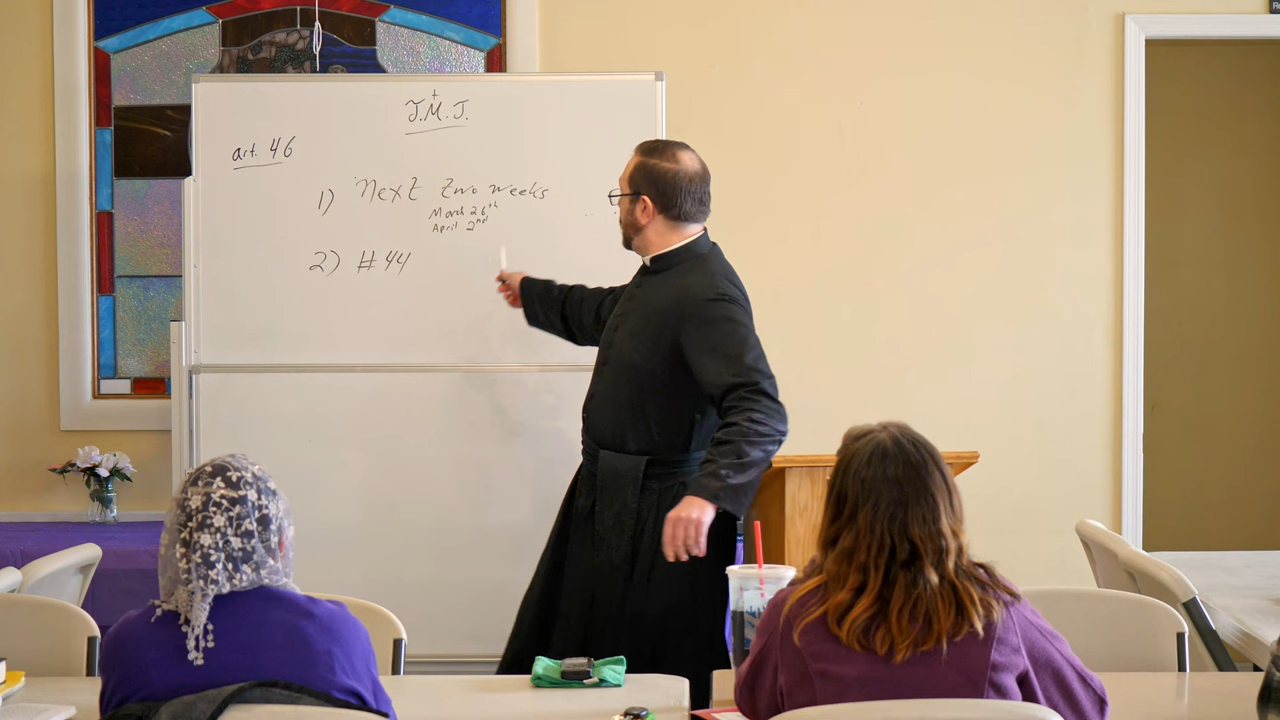 J.M.J.
art. 46
1) Next two weeks
March 26th
April 2nd
2) #44